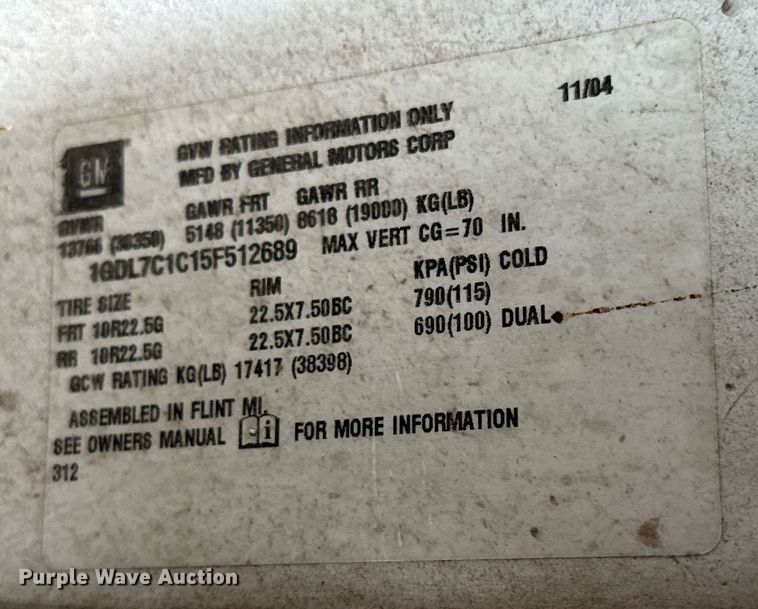 11/04
GM
GVW RATING INFORMATION ONLY
MFD BY GENERAL MOTORS CORP
GVWR GAWR FRT GAWR RR
13766 (30350) 5148 (11350) 8618 (19000) KG(LB)
1GDL7C1C15F512689 MAX VERT CG=70 IN.
TIRE SIZE RIM KPA(PSI) COLD
FRT 10R22.5G 22.5X7.50BC 790(115)
RR 10R22.5G 22.5X7.50BC 690(100) DUAL
GCW RATING KG(LB) 17417 (38398)
ASSEMBLED IN FLINT MI.
SEE OWNERS MANUAL i FOR MORE INFORMATION
312
Purple Wave Auction